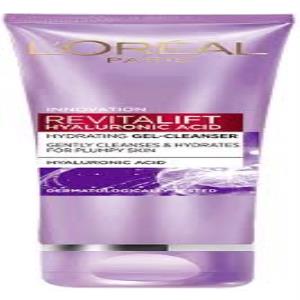 L'ORÉAL
PARIS
INNOVATION
REVITALIFT
HYALURONIC ACID
HYDRATING GEL-CLEANSER
GENTLY CLEANSES & HYDRATES
FOR PLUMPY SKIN
HYALURONIC ACID
DERMATOLOGICALLY TESTED